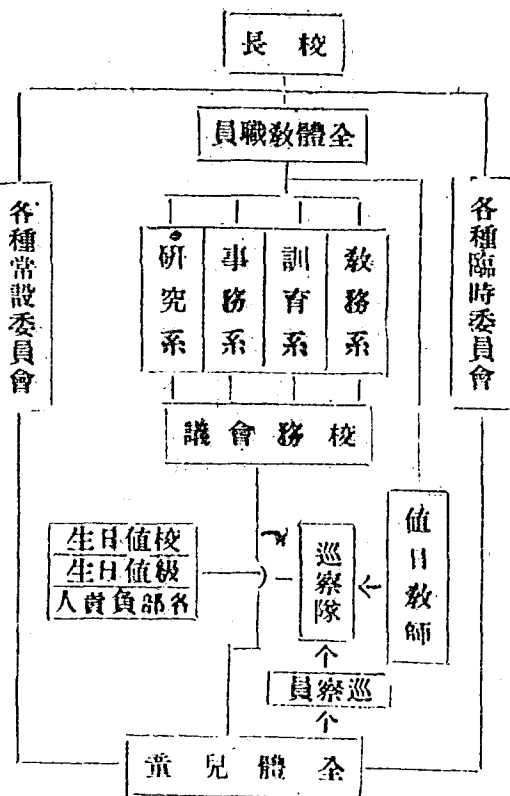 校長
全體教職員
各種臨時委員會
教務系
訓育系
事務系
研究系
各種常設委員會
校務會議
值日教師
巡察隊
校值日生
級值日生
各部負責人
巡察員
全體兒童